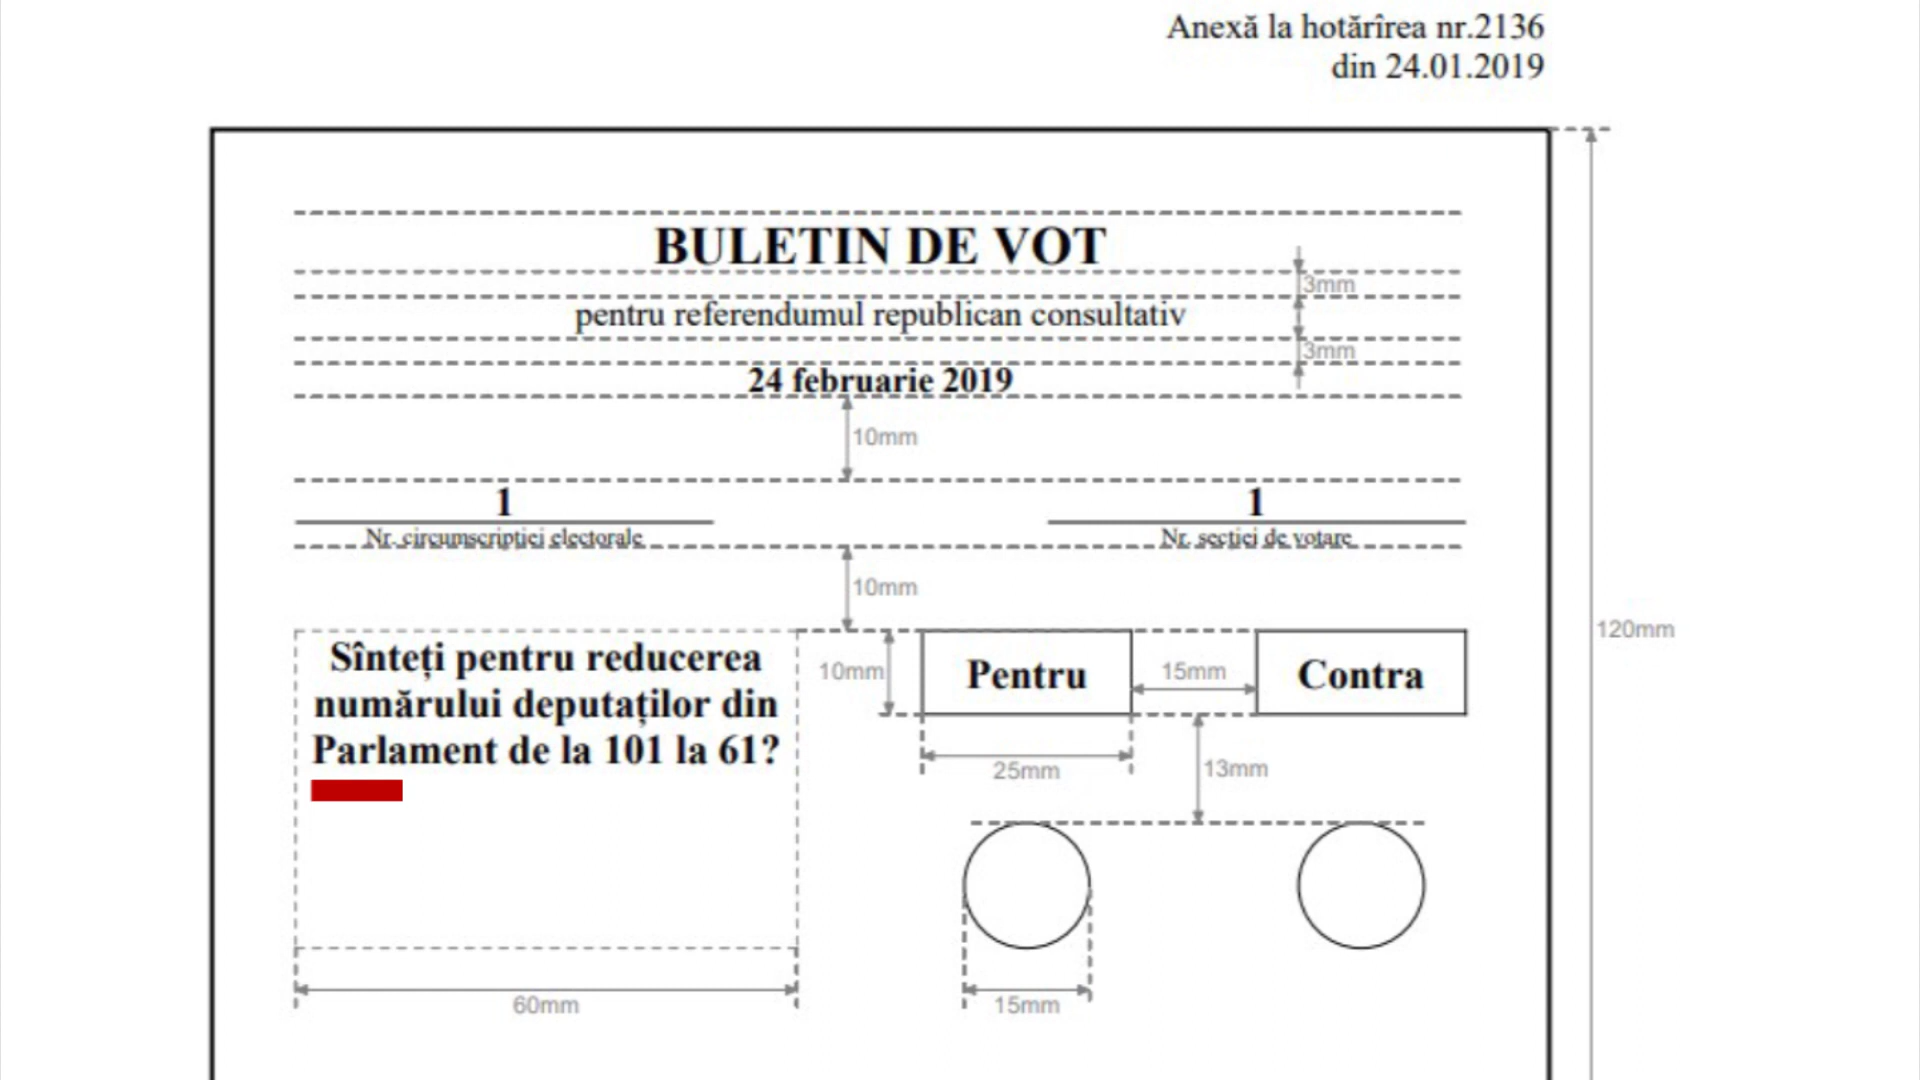 Anexă la hotărîrea nr.2136
din 24.01.2019
BULETIN DE VOT
3mm
pentru referendumul republican consultativ
3mm
24 februarie 2019
10mm
1 1
Nr. circumscripției electorale Nr. secției de votare
10mm
120mm
Sînteți pentru reducerea
numărului deputaților din
Parlament de la 101 la 61?
10mm Pentru 15mm Contra
25mm 13mm
60mm 15mm